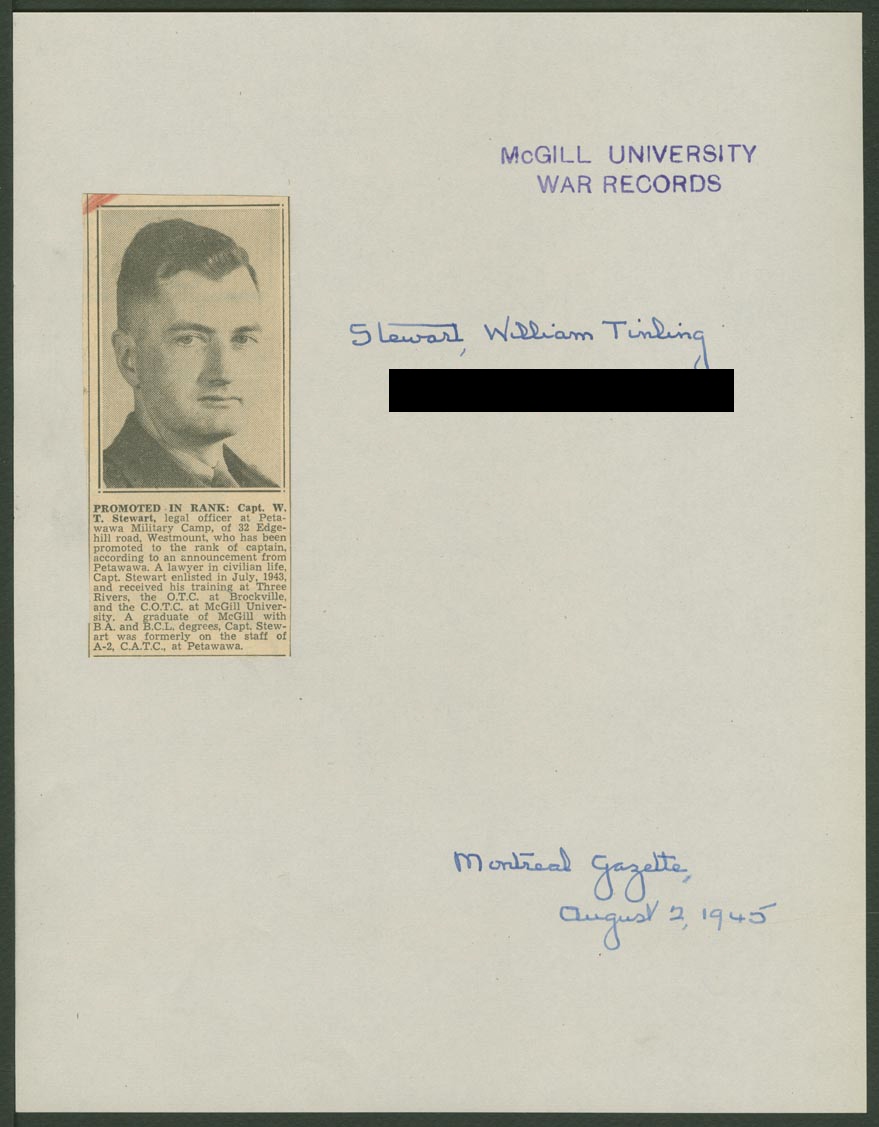 McGILL UNIVERSITY
WAR RECORDS
Stewart, William Tinling
PROMOTED IN RANK: Capt. W.
T. Stewart, legal officer at Peta-
wawa Military Camp, of 32 Edge-
hill road, Westmount, who has been
promoted to the rank of captain,
according to an announcement from
Petawawa. A lawyer in civilian life,
Capt. Stewart enlisted in July, 1943,
and received his training at Three
Rivers, the O.T.C. at Brockville,
and the C.O.T.C. at McGill Univer-
sity. A graduate of McGill with
B.A. and B.C.L. degrees, Capt. Stew-
art was formerly on the staff of
A-2, C.A.T.C., at Petawawa.
Montreal Gazette,
August 2, 1945